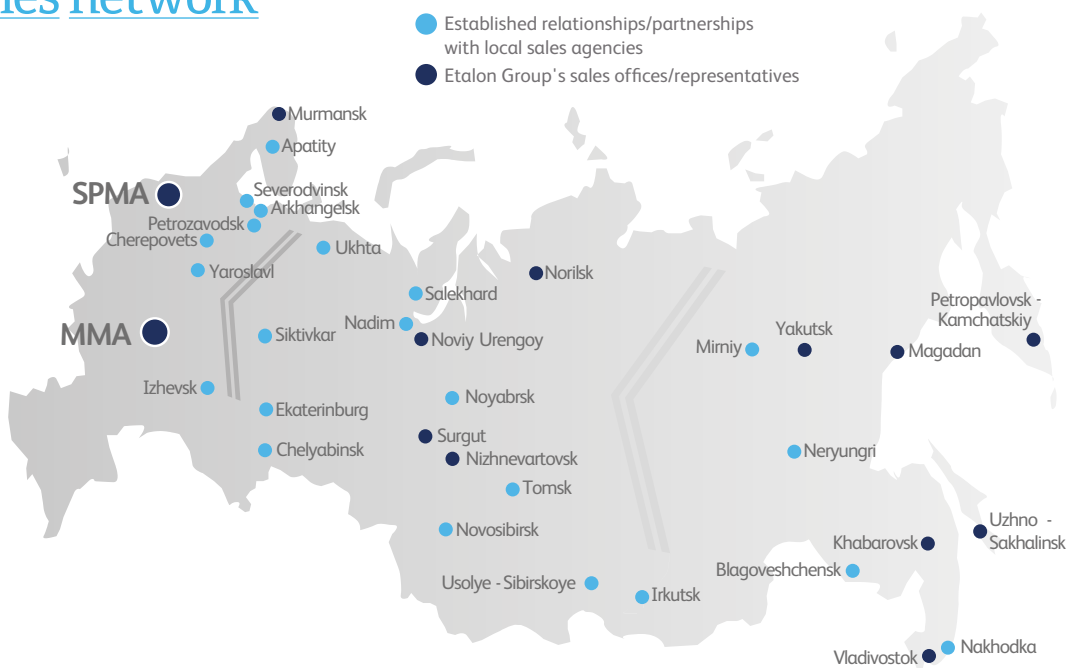 network
Established relationships/partnerships
with local sales agencies
Etalon Group's sales offices/representatives
Murmansk
Apatity
SPMA
Severodvinsk
Arkhangelsk
Petrozavodsk
Cherepovets
Ukhta
Yaroslavl
Norilsk
Salekhard
Petropavlovsk -
Kamchatskiy
MMA
Nadim
Siktivkar
Noviy Urengoy
Yakutsk
Mirniy
Magadan
Izhevsk
Noyabrsk
Ekaterinburg
Surgut
Chelyabinsk
Nizhnevartovsk
Neryungri
Tomsk
Novosibirsk
Uzhno -
Sakhalinsk
Khabarovsk
Blagoveshchensk
Usolye - Sibirskoye
Irkutsk
Nakhodka
Vladivostok